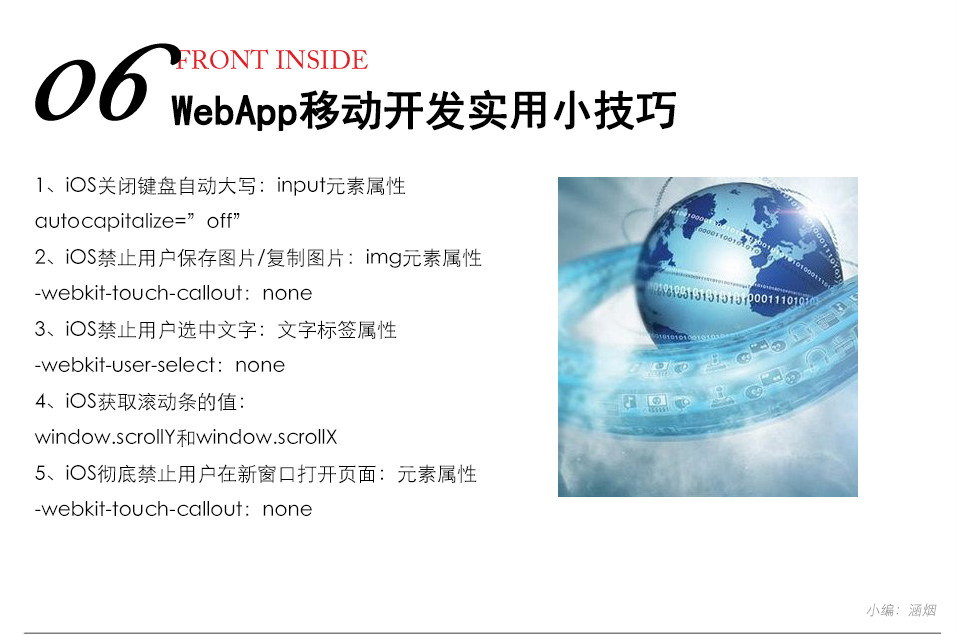 06
FRONT INSIDE
WebApp移动开发实用小技巧
1、iOS关闭键盘自动大写：input元素属性
autocapitalize=”off”
2、iOS禁止用户保存图片/复制图片：img元素属性
-webkit-touch-callout：none
3、iOS禁止用户选中文字：文字标签属性
-webkit-user-select：none
4、iOS获取滚动条的值：
window.scrollY和window.scrollX
5、iOS彻底禁止用户在新窗口打开页面：元素属性
-webkit-touch-callout：none
小编：涵烟